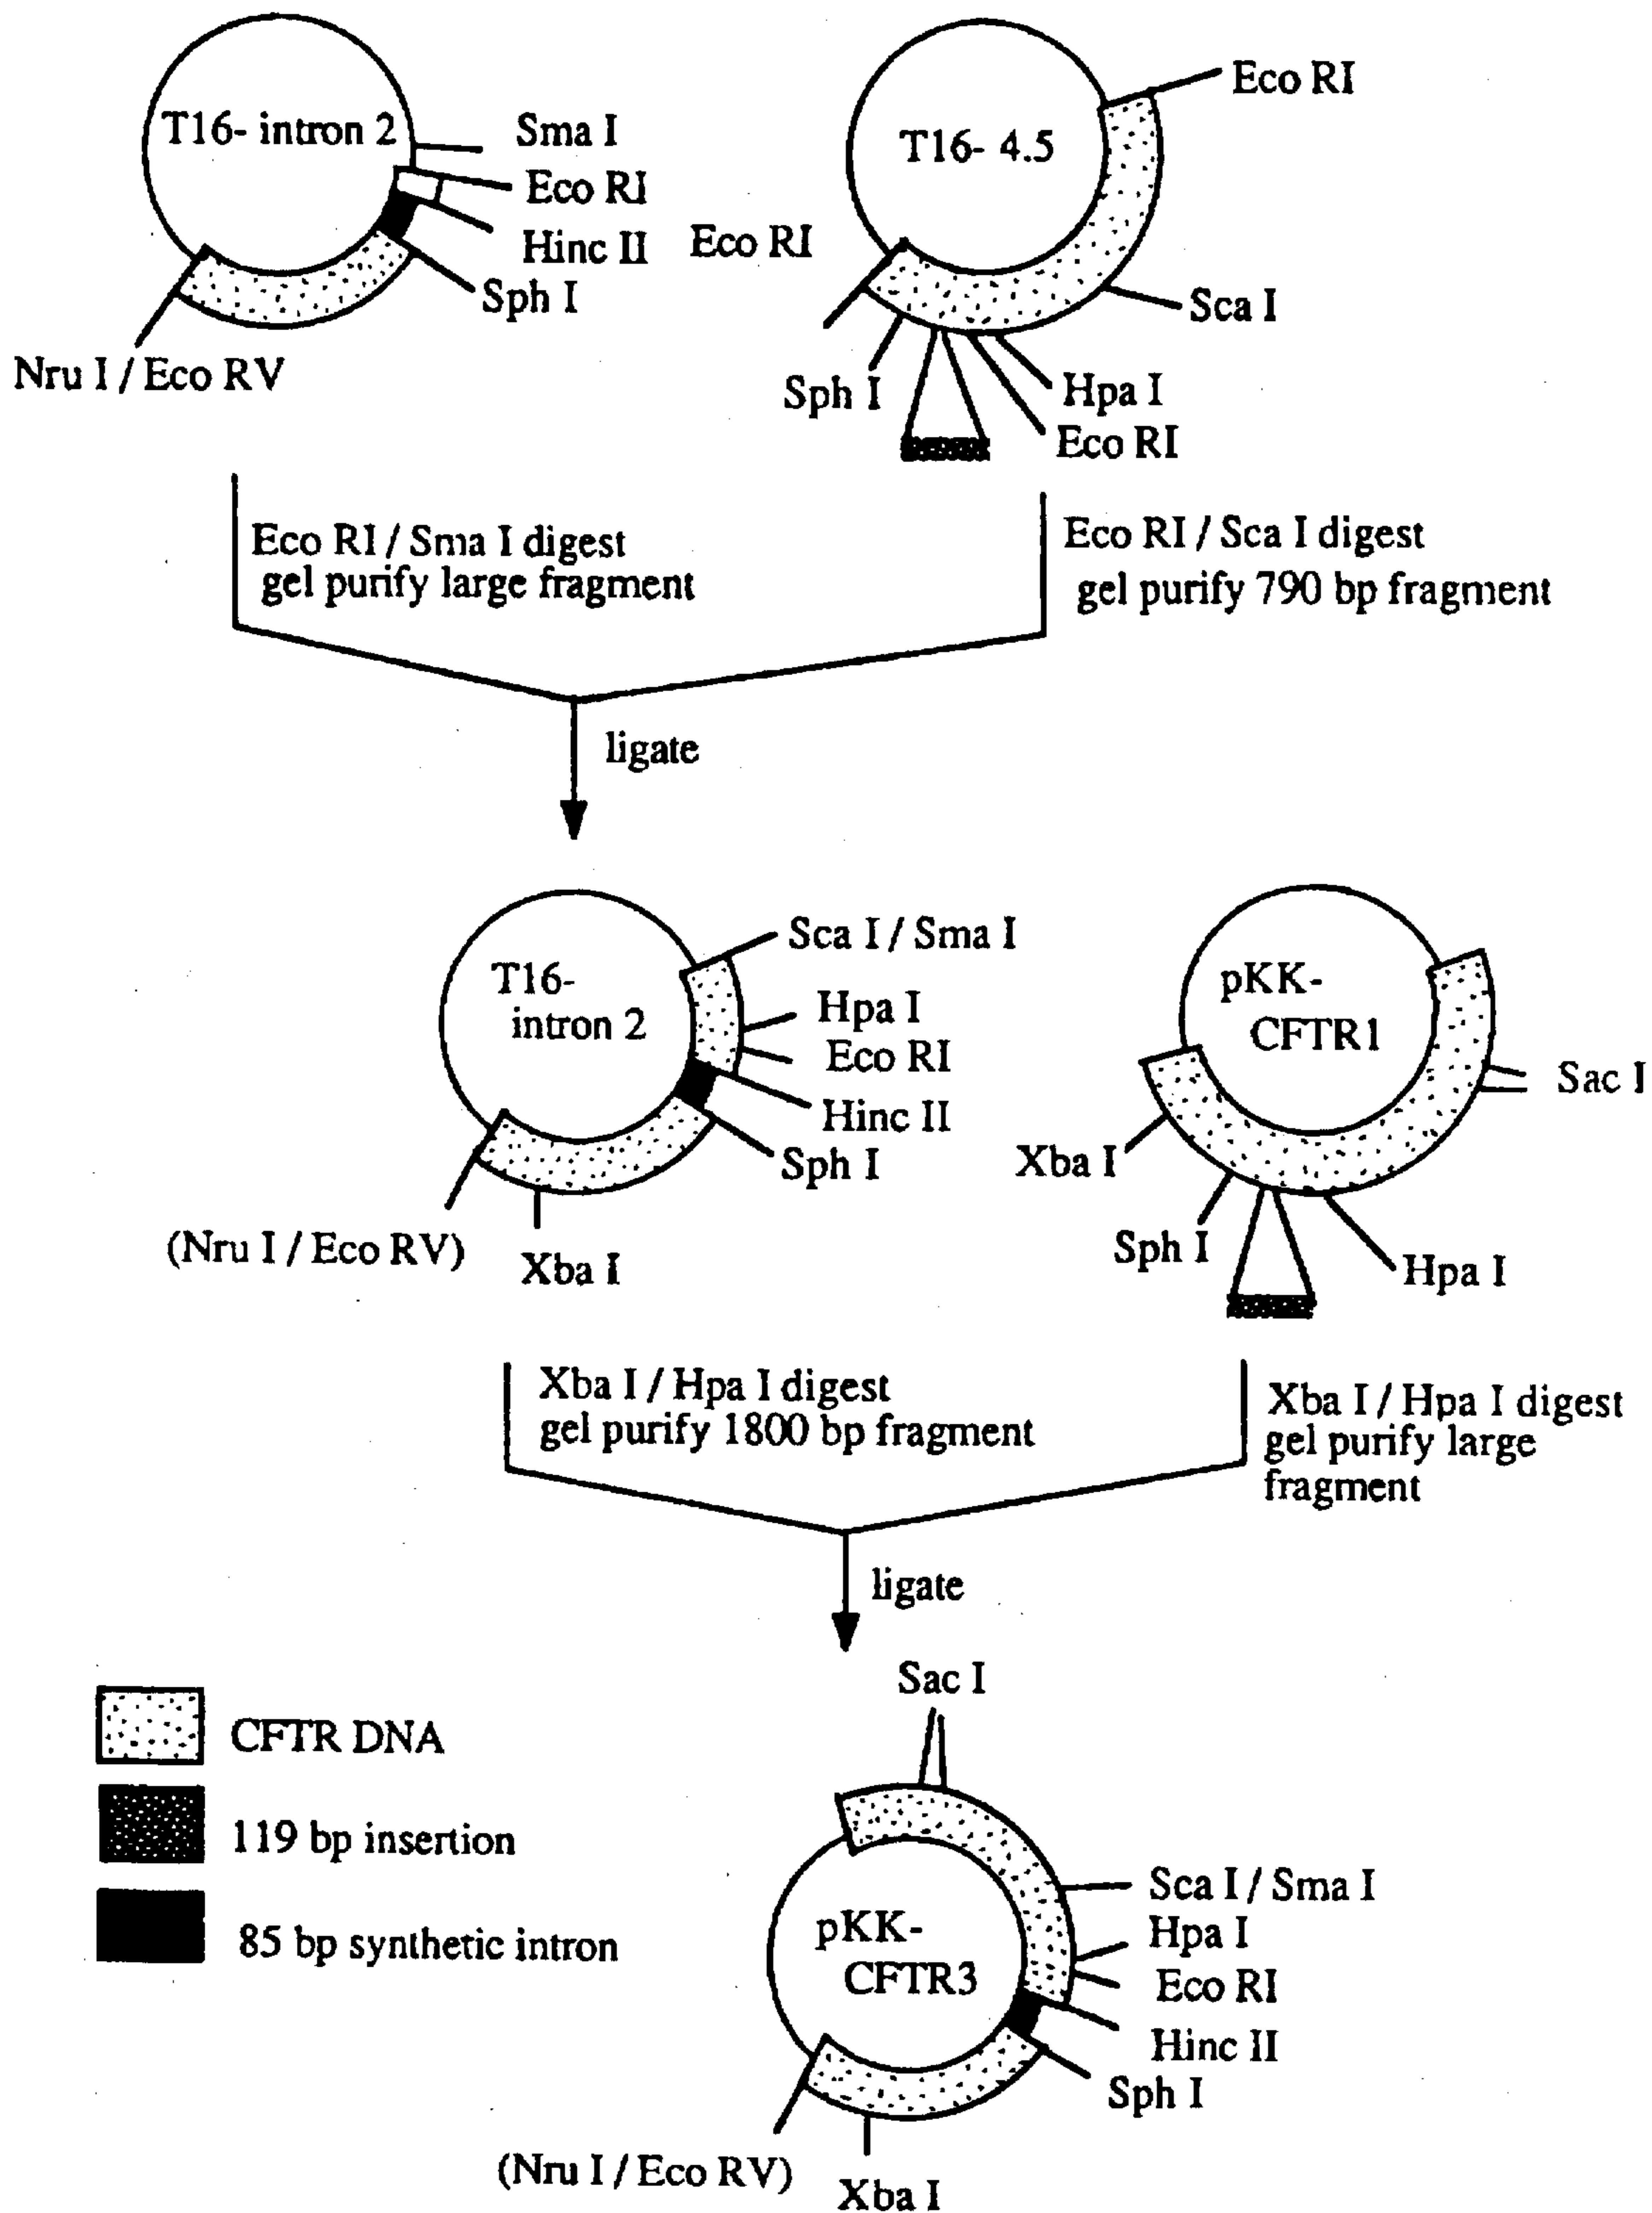 T16- intron 2
Sma I
Eco RI
Hinc II
Sph I
Nru I / Eco RV
T16- 4.5
Eco RI
Eco RI
Sca I
Sph I
Hpa I
Eco RI
Eco RI / Sma I digest
gel purify large fragment
Eco RI / Sca I digest
gel purify 790 bp fragment
ligate
T16-
intron 2
Sca I / Sma I
Hpa I
Eco RI
Hinc II
Sph I
(Nru I / Eco RV)
Xba I
pKK-
CFTR1
Sac I
Xba I
Sph I
Hpa I
Xba I / Hpa I digest
gel purify 1800 bp fragment
Xba I / Hpa I digest
gel purify large
fragment
ligate
Sac I
CFTR DNA
119 bp insertion
85 bp synthetic intron
pKK-
CFTR3
Sca I / Sma I
Hpa I
Eco RI
Hinc II
Sph I
(Nru I / Eco RV)
Xba I